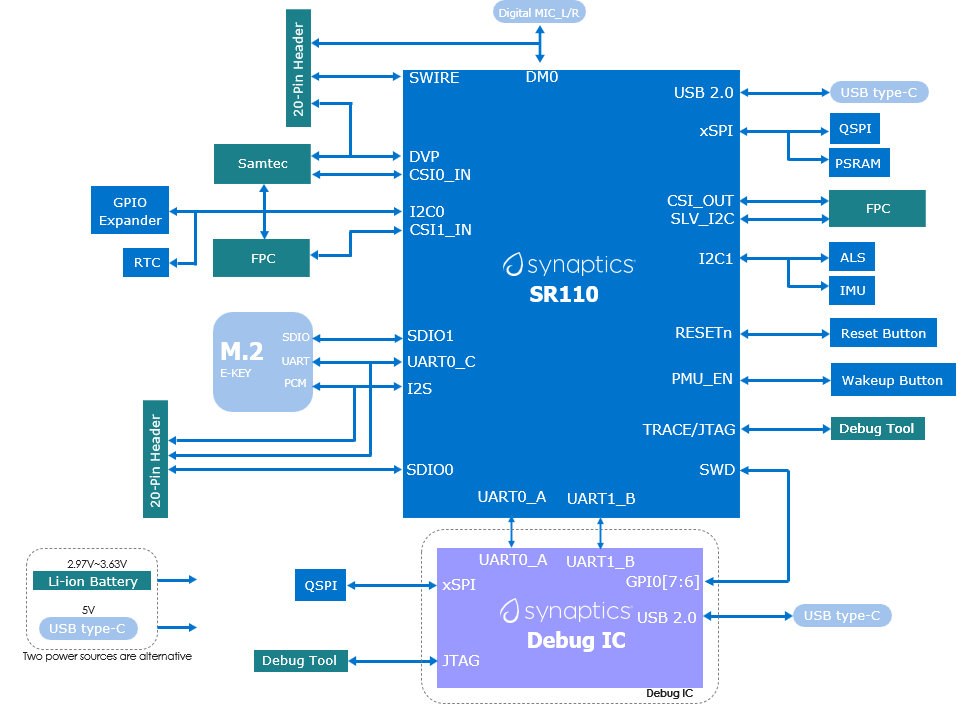 Digital MIC_L/R
20-Pin Header
SWIRE
DM0
USB 2.0
USB type-C
xSPI
QSPI
PSRAM
Samtec
DVP
CSI0_IN
GPIO
Expander
I2C0
CSI1_IN
CSI_OUT
SLV_I2C
FPC
RTC
FPC
I2C1
ALS
IMU
synaptics
SR110
M.2
E-KEY
SDIO
UART
PCM
SDIO1
UART0_C
I2S
RESETn
Reset Button
PMU_EN
Wakeup Button
TRACE/JTAG
Debug Tool
20-Pin Header
SDIO0
SWD
UART0_A
UART1_B
UART0_A
UART1_B
2.97V~3.63V
Li-ion Battery
5V
USB type-C
Two power sources are alternative
QSPI
xSPI
GPI0[7:6]
synaptics
Debug IC
USB 2.0
USB type-C
Debug Tool
JTAG
Debug IC